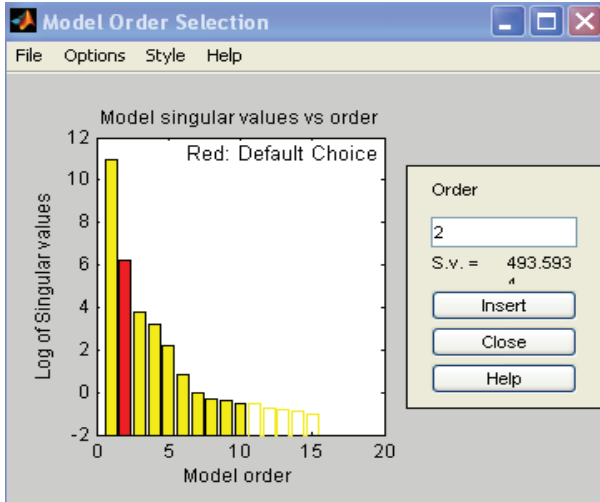 Model Order Selection
File Options Style Help
Model singular values vs order
Red: Default Choice
12
10
8
6
4
2
0
-2
Log of Singular values
0 5 10 15 20
Model order
Order
2
S.v. = 493.593
4
Insert
Close
Help